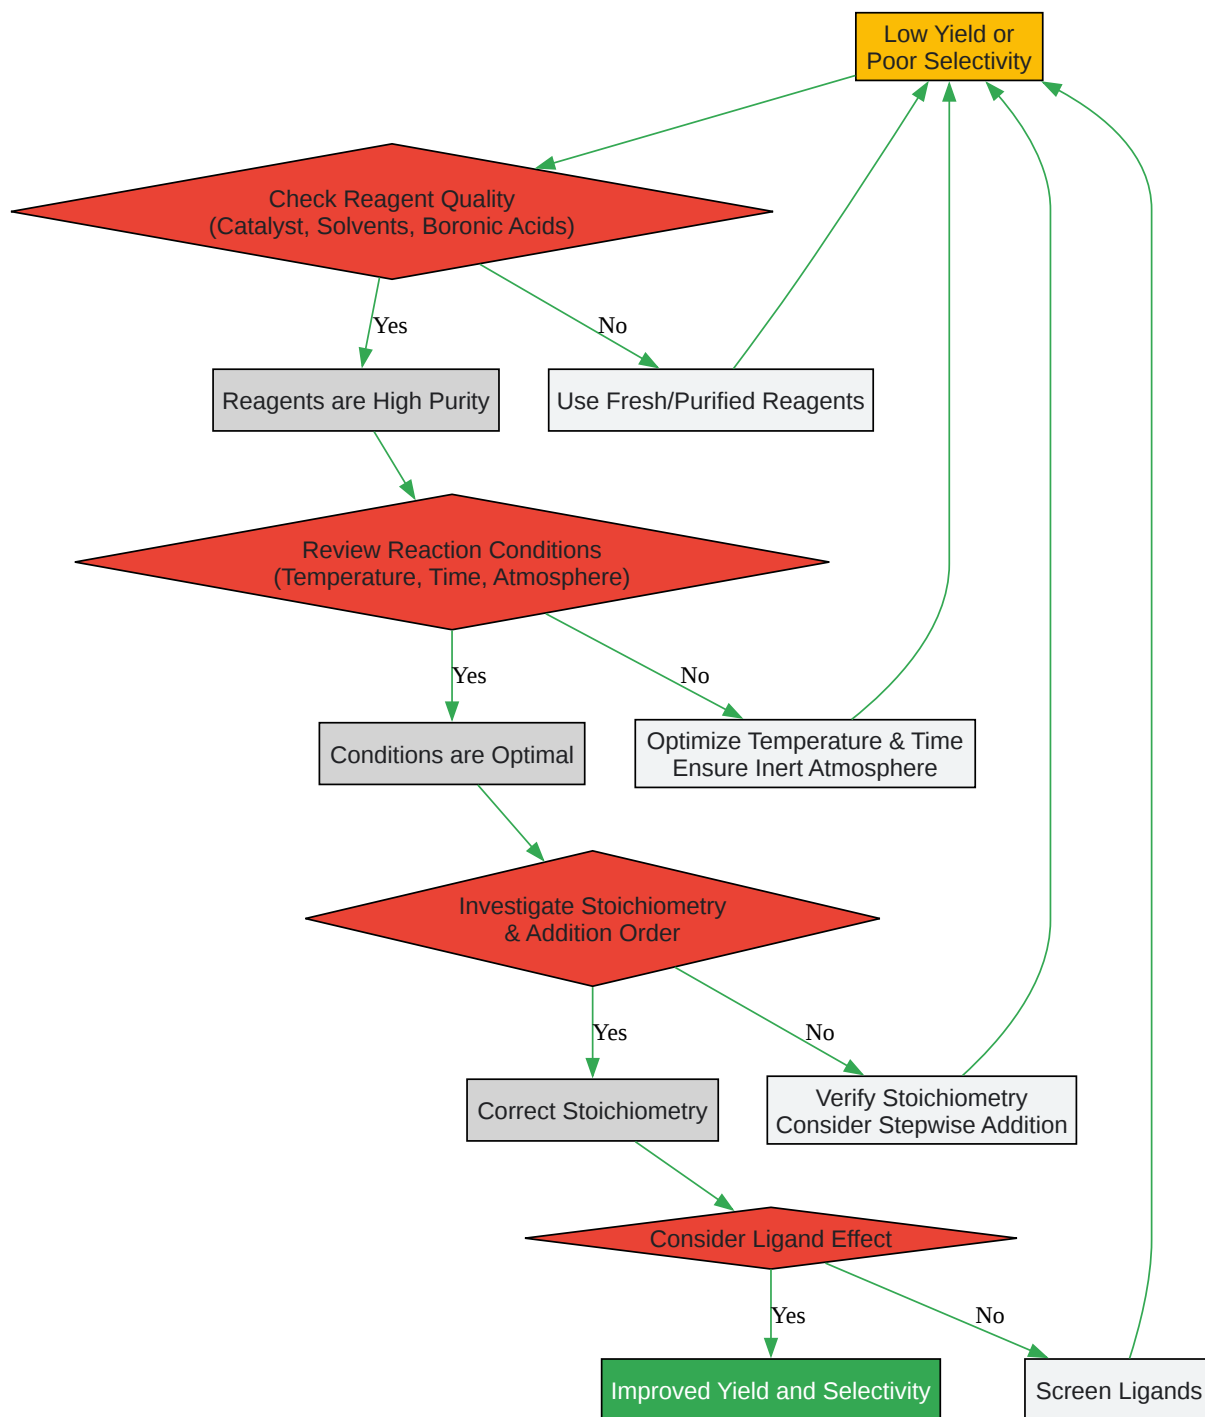 Low Yield or
Poor Selectivity
Check Reagent Quality
(Catalyst, Solvents, Boronic Acids)
Yes
No
Reagents are High Purity
Use Fresh/Purified Reagents
Review Reaction Conditions
(Temperature, Time, Atmosphere)
Yes
No
Conditions are Optimal
Optimize Temperature & Time
Ensure Inert Atmosphere
Investigate Stoichiometry
& Addition Order
Yes
No
Correct Stoichiometry
Verify Stoichiometry
Consider Stepwise Addition
Consider Ligand Effect
Yes
No
Improved Yield and Selectivity
Screen Ligands